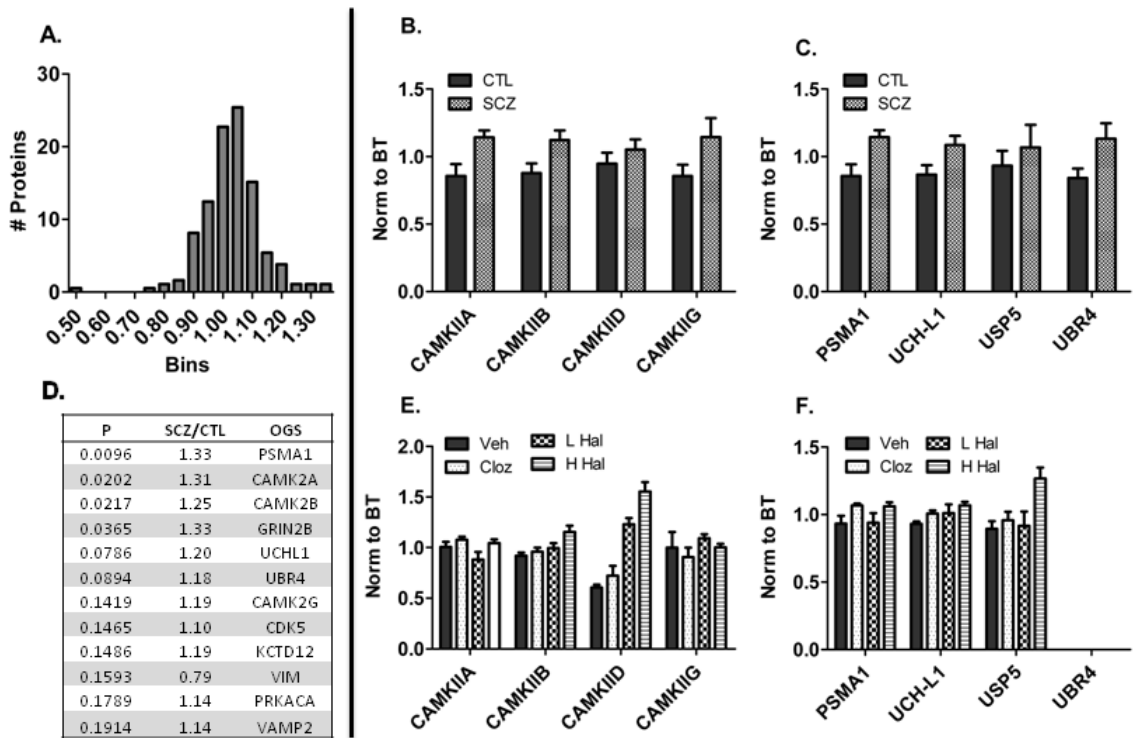 A.
# Proteins
30
20
10
0
0.50 0.60 0.70 0.80 0.90 1.00 1.10 1.20 1.30
Bins
B.
CTL
SCZ
Norm to BT
1.5
1.0
0.5
0.0
CAMKIIA CAMKIIB CAMKIID CAMKIIG
C.
CTL
SCZ
Norm to BT
1.5
1.0
0.5
0.0
PSMA1 UCH-L1 USP5 UBR4
D.
P SCZ/CTL OGS
0.0096 1.33 PSMA1
0.0202 1.31 CAMK2A
0.0217 1.25 CAMK2B
0.0365 1.33 GRIN2B
0.0786 1.20 UCHL1
0.0894 1.18 UBR4
0.1419 1.19 CAMK2G
0.1465 1.10 CDK5
0.1486 1.19 KCTD12
0.1593 0.79 VIM
0.1789 1.14 PRKACA
0.1914 1.14 VAMP2
E.
Veh L Hal
Cloz H Hal
Norm to BT
2.0
1.5
1.0
0.5
0.0
CAMKIIA CAMKIIB CAMKIID CAMKIIG
F.
Veh L Hal
Cloz H Hal
Norm to BT
1.5
1.0
0.5
0.0
PSMA1 UCH-L1 USP5 UBR4